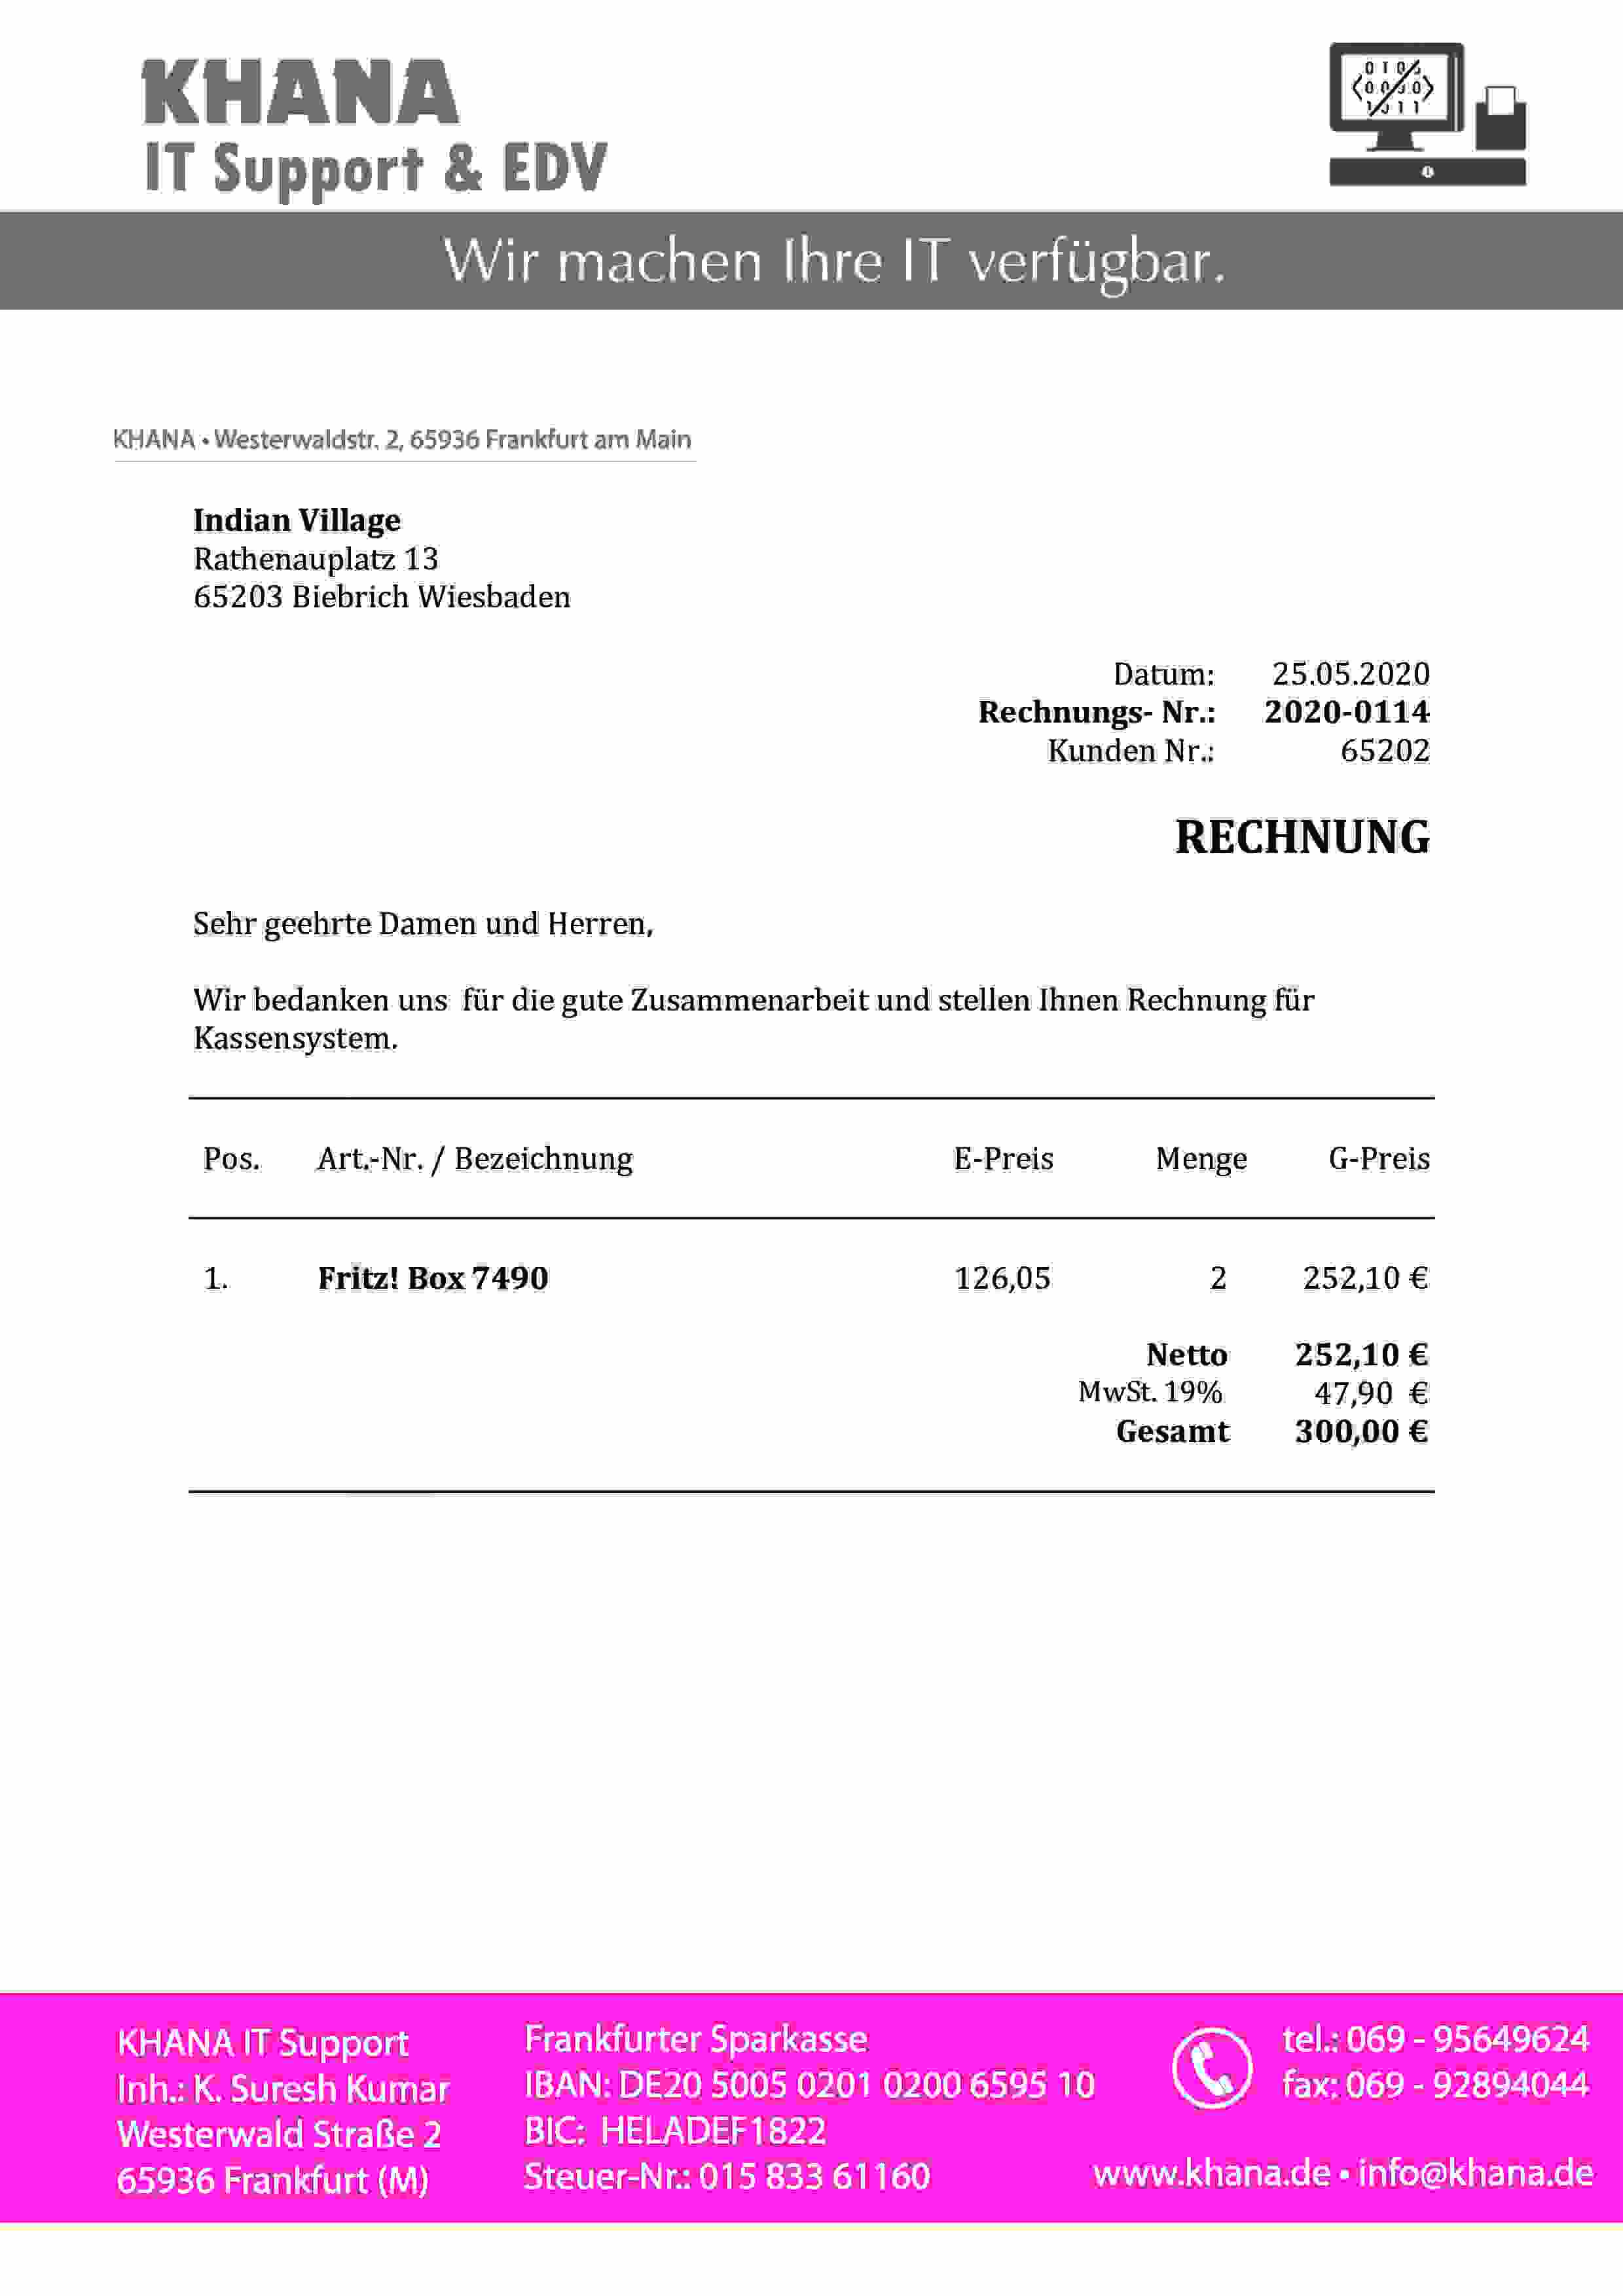 KHANA
IT Support & EDV
Wir machen Ihre IT verfügbar.
KHANA • Westerwaldstr. 2, 65936 Frankfurt am Main
Indian Village
Rathenauplatz 13
65203 Biebrich Wiesbaden
Datum: 25.05.2020
Rechnungs- Nr.: 2020-0114
Kunden Nr.: 65202
RECHNUNG
Sehr geehrte Damen und Herren,
Wir bedanken uns für die gute Zusammenarbeit und stellen Ihnen Rechnung für
Kassensystem.
Pos. Art.-Nr. / Bezeichnung E-Preis Menge G-Preis
1. Fritz! Box 7490 126,05 2 252,10 €
Netto 252,10 €
MwSt. 19% 47,90 €
Gesamt 300,00 €
KHANA IT Support
Inh.: K. Suresh Kumar
Westerwald Straße 2
65936 Frankfurt (M)
Frankfurter Sparkasse
IBAN: DE20 5005 0201 0200 6595 10
BIC: HELADEF1822
Steuer-Nr.: 015 833 61160
tel.: 069 - 95649624
fax: 069 - 92894044
www.khana.de • info@khana.de